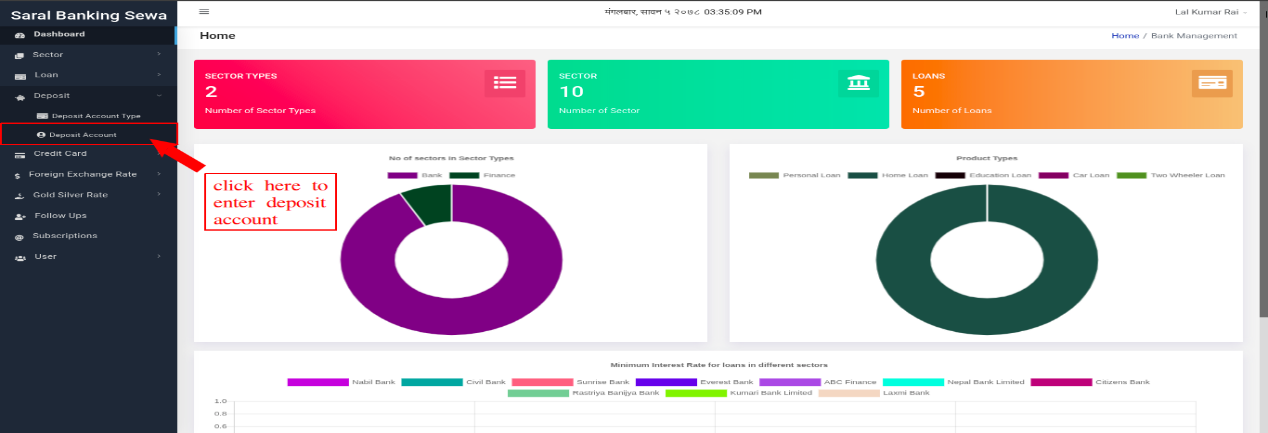 Saral Banking Sewa
मंगलबार, सावन ५ २०७८ 03:35:09 PM
Lal Kumar Rai
Dashboard
Sector
Loan
Deposit
Deposit Account Type
Deposit Account
Credit Card
Foreign Exchange Rate
Gold Silver Rate
Follow Ups
Subscriptions
User
Home
Home / Bank Management
SECTOR TYPES
2
Number of Sector Types
SECTOR
10
Number of Sector
LOANS
5
Number of Loans
click here to
enter deposit
account
No of sectors in Sector Types
Bank Finance
Product Types
Personal Loan Home Loan Education Loan Car Loan Two Wheeler Loan
Minimum Interest Rate for loans in different sectors
Nabil Bank Civil Bank Sunrise Bank Everest Bank ABC Finance Nepal Bank Limited Citizens Bank
Rastriya Banijya Bank Kumari Bank Limited Laxmi Bank
1.0
0.8
0.6